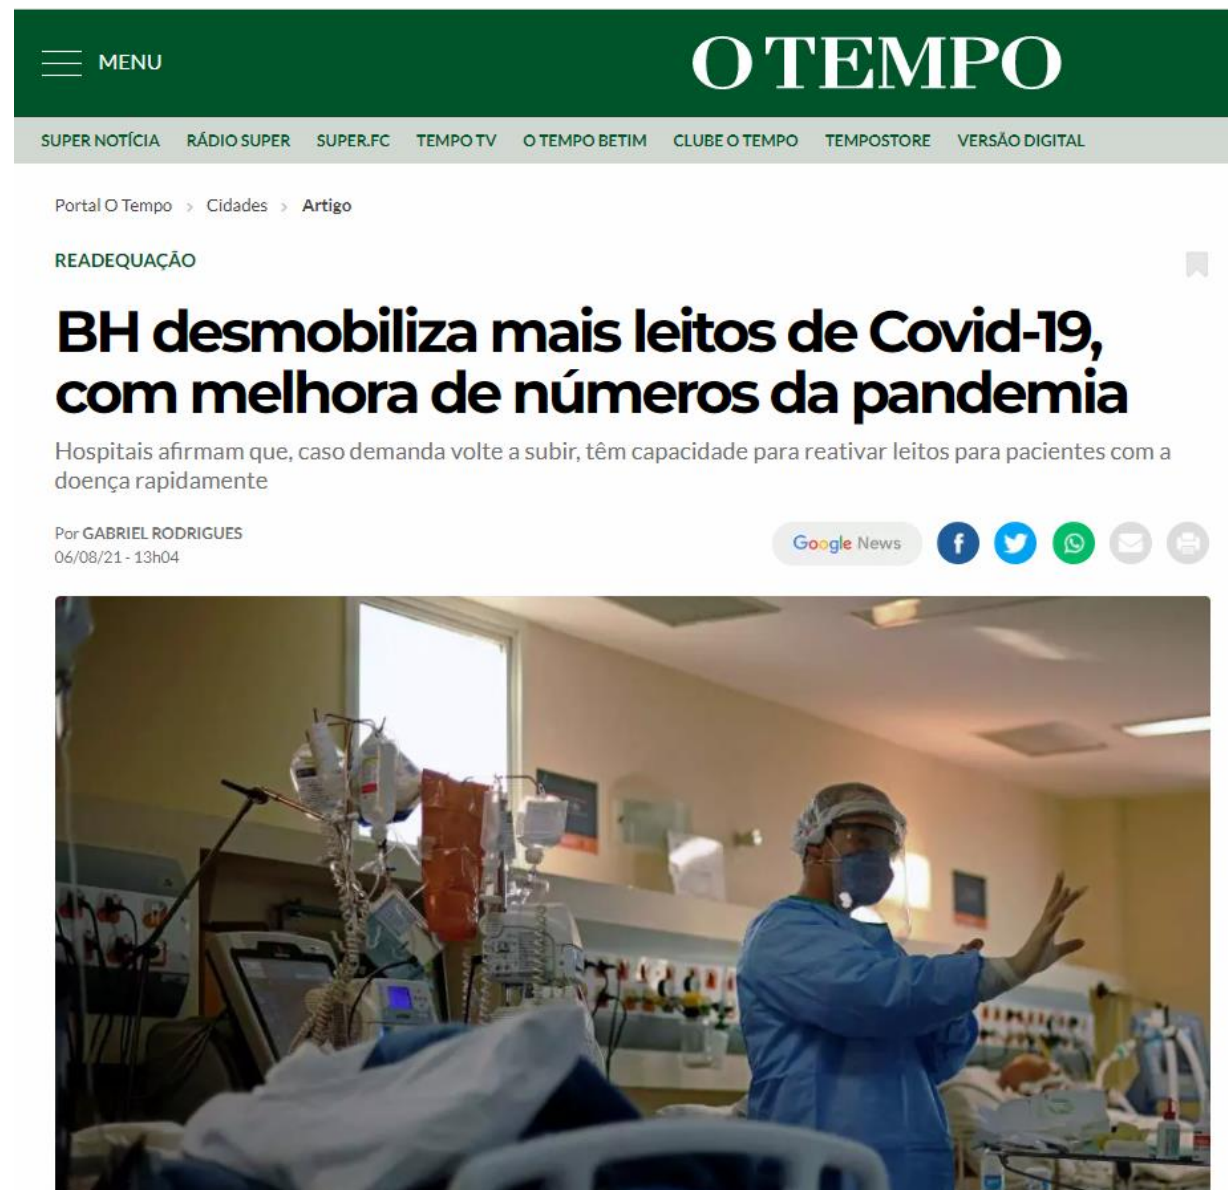 MENU
O TEMPO
SUPER NOTÍCIA RÁDIO SUPER SUPER.FC TEMPO TV O TEMPO BETIM CLUBE O TEMPO TEMPOSTORE VERSÃO DIGITAL
Portal O Tempo > Cidades > Artigo
READEQUAÇÃO
BH desmobiliza mais leitos de Covid-19,
com melhora de números da pandemia
Hospitais afirmam que, caso demanda volte a subir, têm capacidade para reativar leitos para pacientes com a
doença rapidamente
Por GABRIEL RODRIGUES
06/08/21 - 13h04
Google News